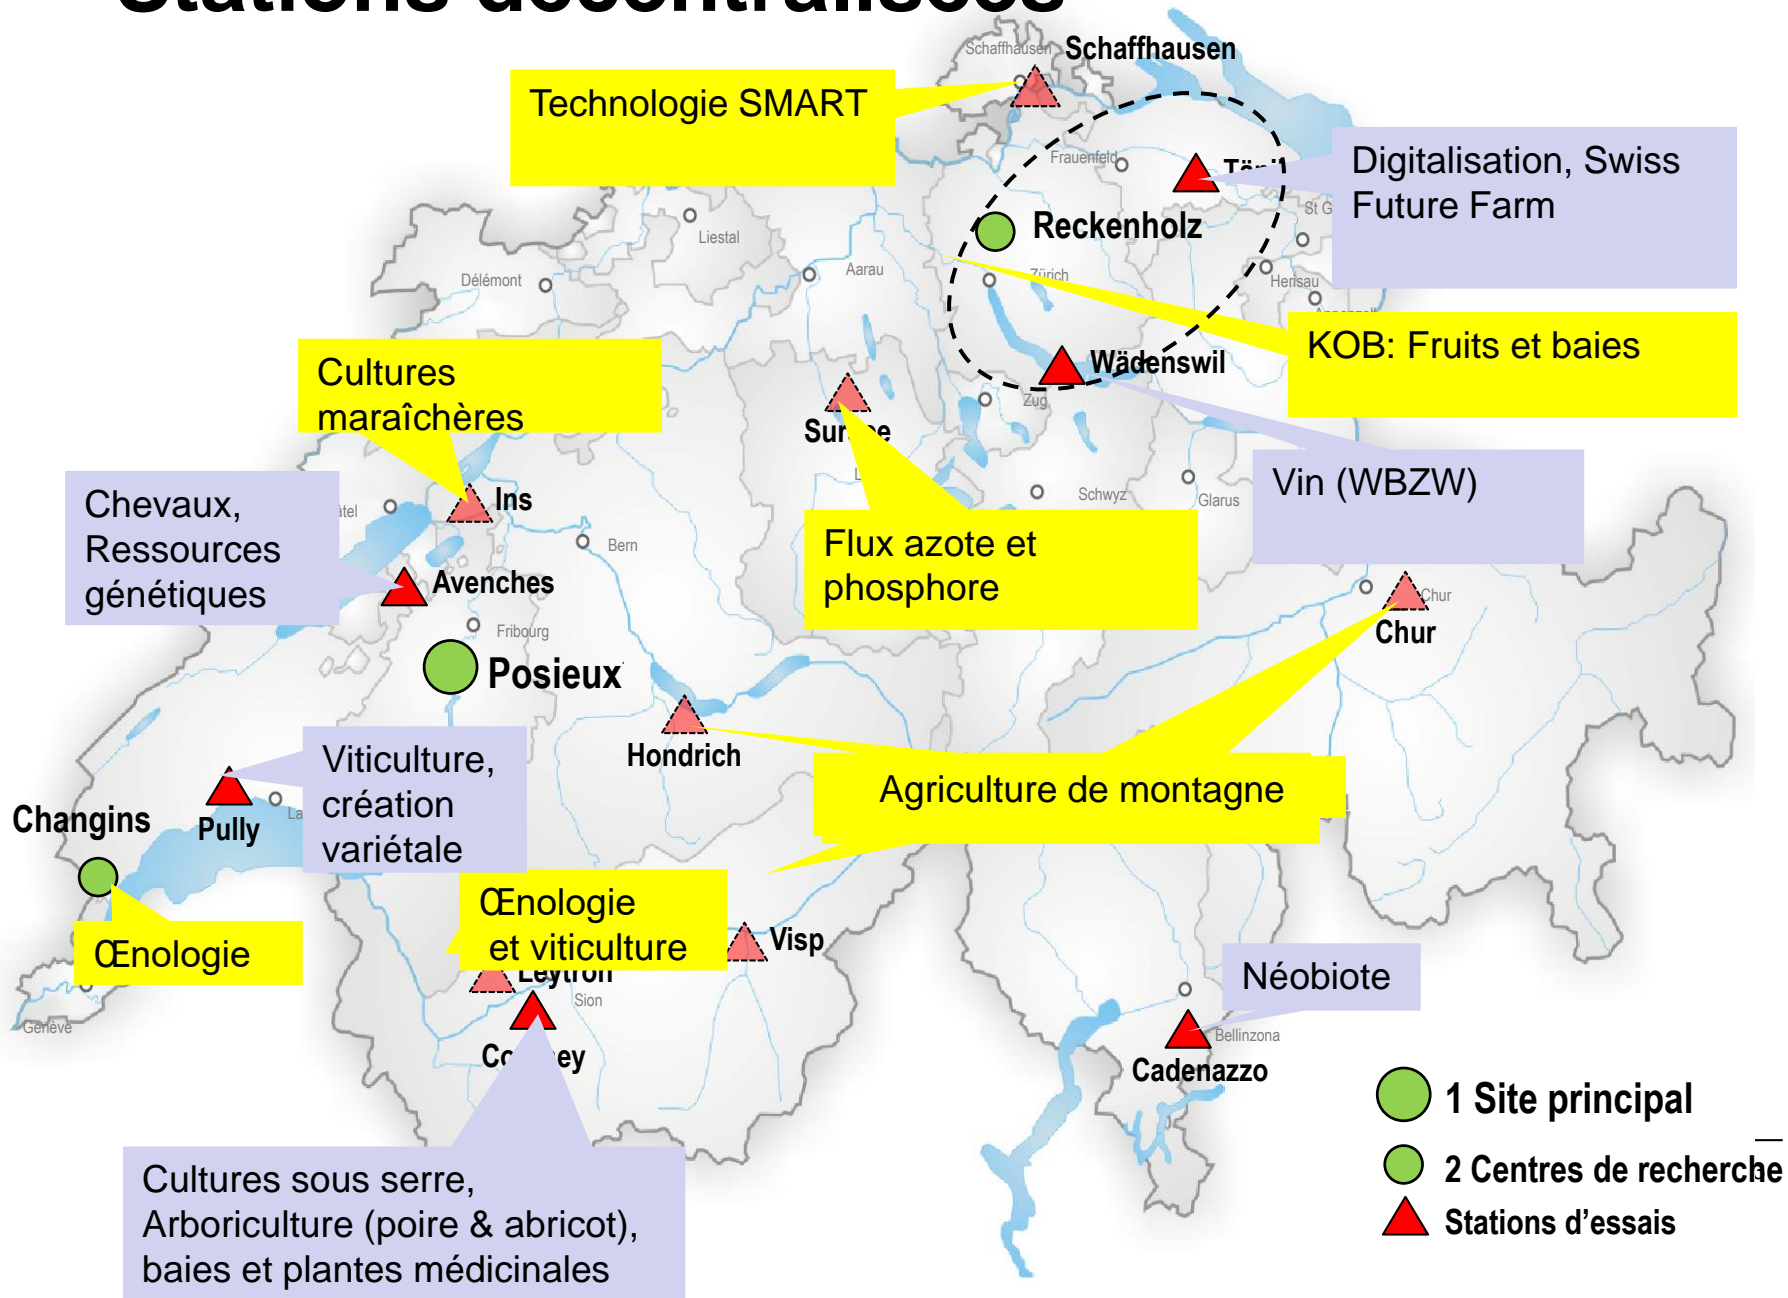 Stations décentralisées
Schaffhausen
Schaffhausen
Technologie SMART
Frauenfeld
Digitalisation, Swiss
Future Farm
Reckenholz
Liestal
Aarau
Zürich
Délémont
Herisau
KOB: Fruits et baies
Cultures
maraîchères
Wädenswil
Zug
Vin (WBZW)
Schwyz
Glarus
Chevaux,
Ressources
génétiques
Ins
Bern
Flux azote et
phosphore
Avenches
Chur
Chur
Fribourg
Posieux
Viticulture,
création
variétale
Hondrich
Agriculture de montagne
Changins
Pully
Œnologie
et viticulture
Œnologie
Visp
Leytron
Sion
Néobiote
Genève
Bellinzona
Cadenazzo
1 Site principal
2 Centres de recherche
Stations d'essais
Cultures sous serre,
Arboriculture (poire & abricot),
baies et plantes médicinales